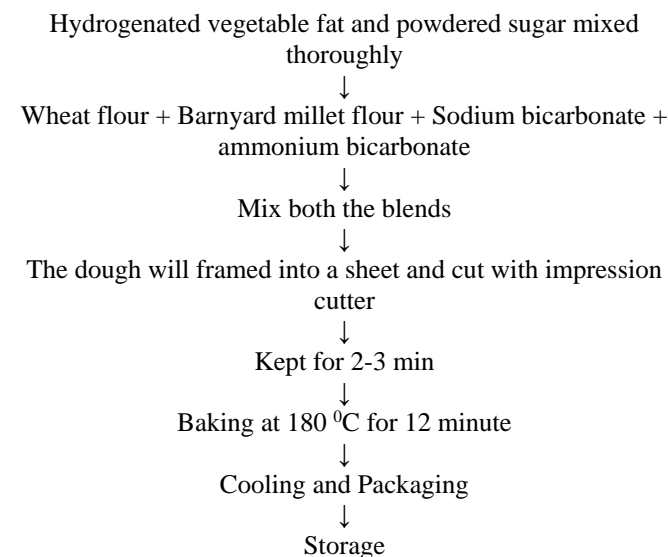 Hydrogenated vegetable fat and powdered sugar mixed
thoroughly
↓
Wheat flour + Barnyard millet flour + Sodium bicarbonate +
ammonium bicarbonate
↓
Mix both the blends
↓
The dough will framed into a sheet and cut with impression
cutter
↓
Kept for 2-3 min
↓
Baking at 180 ⁰C for 12 minute
↓
Cooling and Packaging
↓
Storage